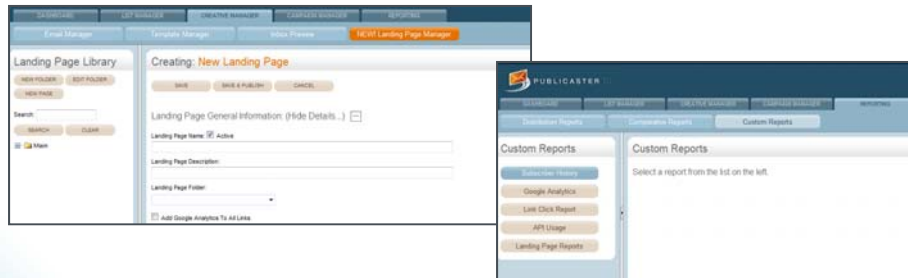 DASHBOARD LIST MANAGER CREATIVE MANAGER CAMPAIGN MANAGER REPORTING
Email Manager Template Manager Inbox Preview NEW! Landing Page Manager
Landing Page Library
NEW FOLDER EDIT FOLDER
NEW PAGE
Search:
SEARCH CLEAR
Main
Creating: New Landing Page
SAVE SAVE & PUBLISH CANCEL
Landing Page General Information: (Hide Details...)
Landing Page Name: Active
Landing Page Description:
Landing Page Folder:
Add Google Analytics To All Links
PUBLICASTER
DASHBOARD LIST MANAGER CREATIVE MANAGER CAMPAIGN MANAGER REPORTING
Distribution Reports Comparative Reports Custom Reports
Custom Reports
Subscriber History
Google Analytics
Link Click Report
API Usage
Landing Page Reports
Custom Reports
Select a report from the list on the left.